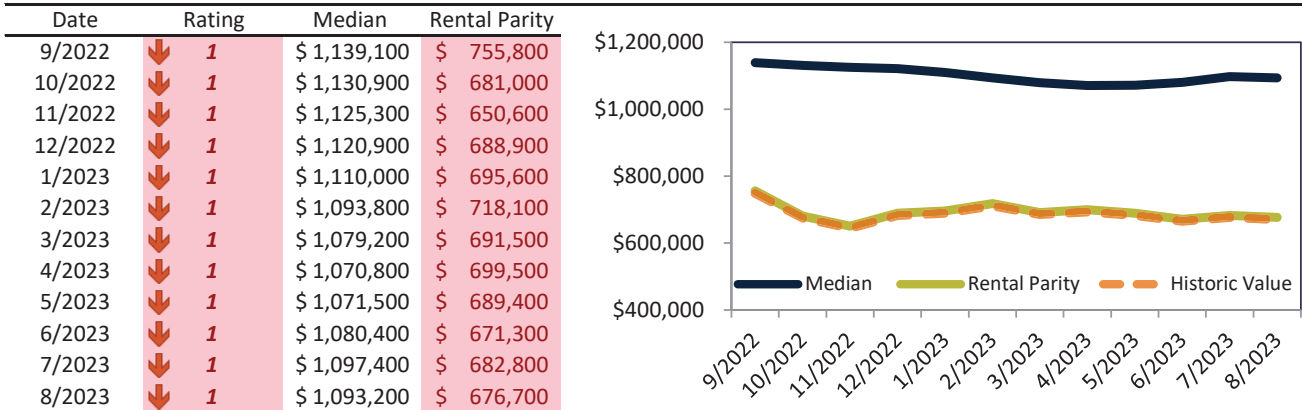 Date Rating Median Rental Parity
9/2022 1 $ 1,139,100 $ 755,800
10/2022 1 $ 1,130,900 $ 681,000
11/2022 1 $ 1,125,300 $ 650,600
12/2022 1 $ 1,120,900 $ 688,900
1/2023 1 $ 1,110,000 $ 695,600
2/2023 1 $ 1,093,800 $ 718,100
3/2023 1 $ 1,079,200 $ 691,500
4/2023 1 $ 1,070,800 $ 699,500
5/2023 1 $ 1,071,500 $ 689,400
6/2023 1 $ 1,080,400 $ 671,300
7/2023 1 $ 1,097,400 $ 682,800
8/2023 1 $ 1,093,200 $ 676,700
$1,200,000
$1,000,000
$800,000
$600,000
$400,000
Median Rental Parity Historic Value
9/2022 10/2022 11/2022 12/2022 1/2023 2/2023 3/2023 4/2023 5/2023 6/2023 7/2023 8/2023